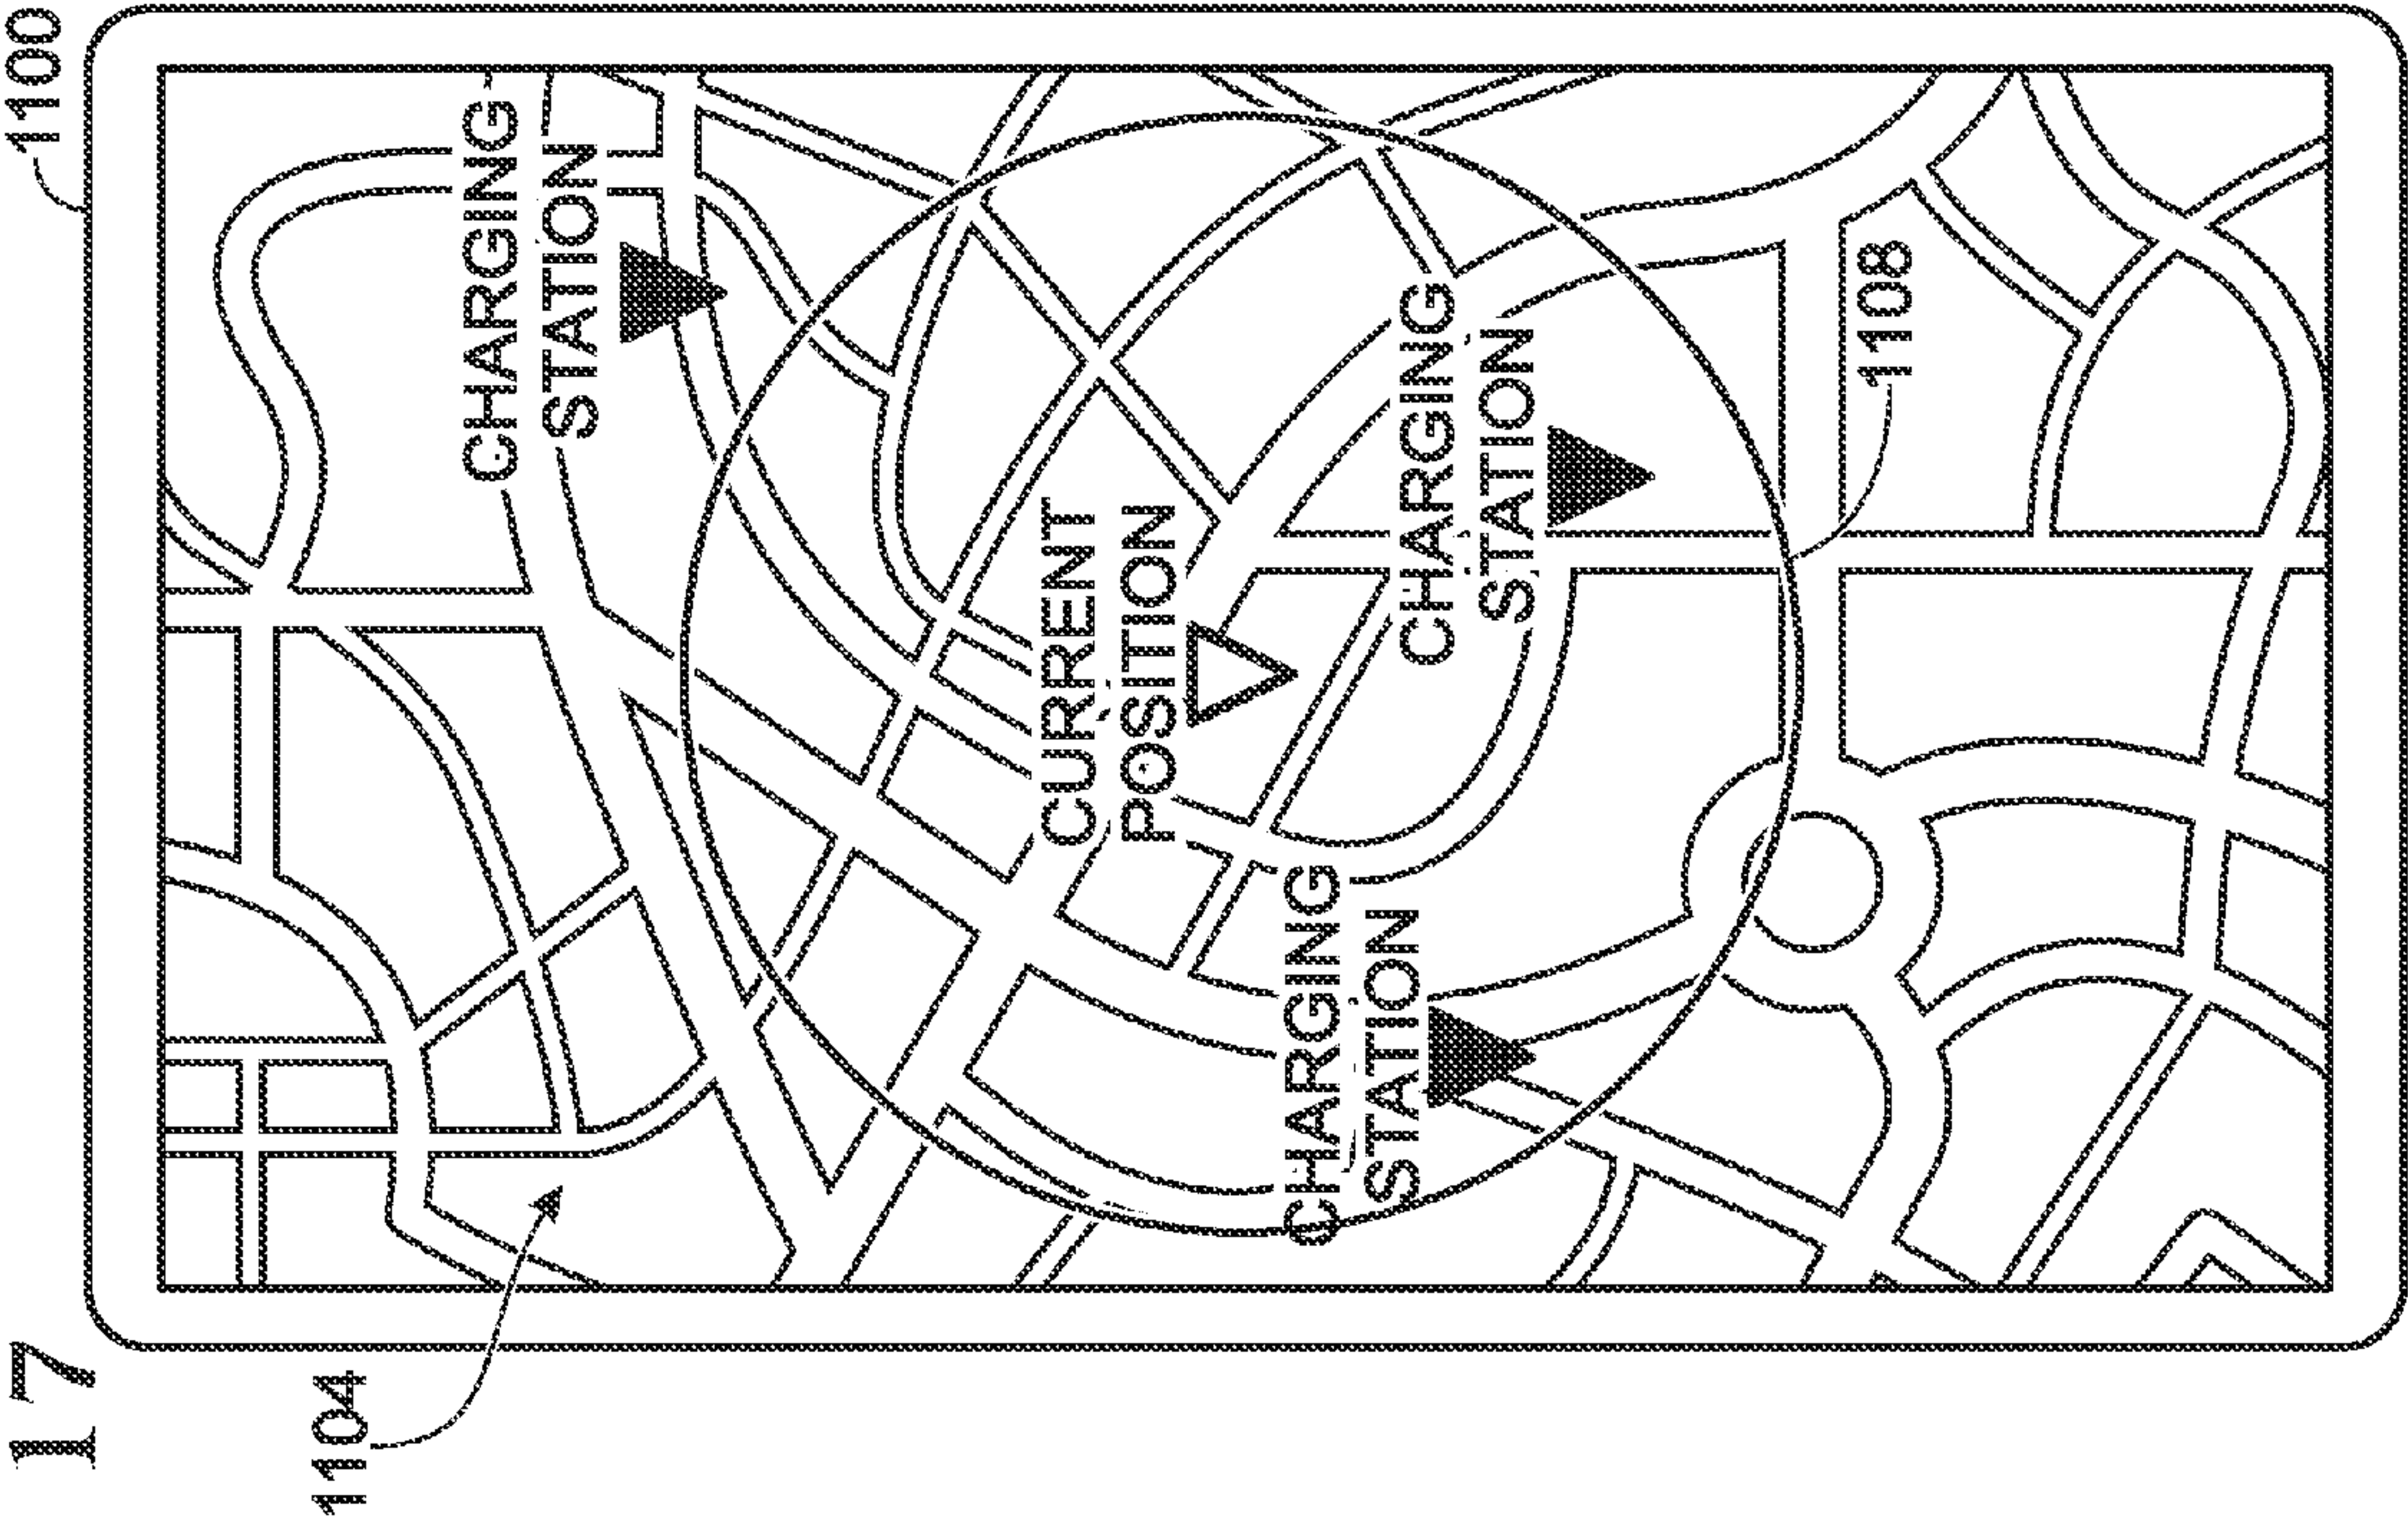 17
1100
1104
CHARGING
STATION
CURRENT
POSITION
CHARGING
STATION
CHARGING
STATION
1108